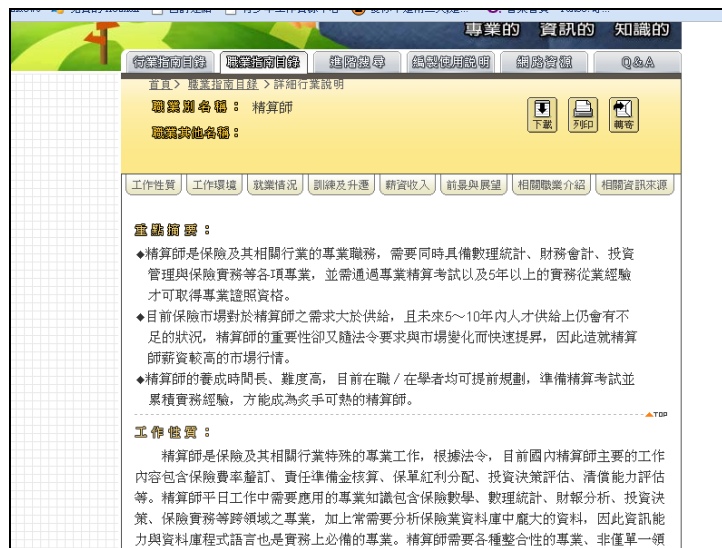 專業的 資訊的 知識的
行業指南目錄 職業指南目錄 進階搜尋 編製使用說明 網路資源 Q&A
首頁> 職業指南目錄 >詳細行業說明
職業別名稱： 精算師
職業其他名稱：
下載 列印 轉寄
工作性質 工作環境 就業情況 訓練及升遷 薪資收入 前景與展望 相關職業介紹 相關資訊來源
重點摘要：
◆精算師是保險及其相關行業的專業職務，需要同時具備數理統計、財務會計、投資
管理與保險實務等各項專業，並需通過專業精算考試以及5年以上的實務從業經驗
才可取得專業證照資格。
◆目前保險市場對於精算師之需求大於供給，且未來5～10年內人才供給上仍會有不
足的狀況，精算師的重要性卻又隨法令要求與市場變化而快速提昇，因此造就精算
師薪資較高的市場行情。
◆精算師的養成時間長、難度高，目前在職／在學者均可提前規劃，準備精算考試並
累積實務經驗，方能成為炙手可熱的精算師。
TOP
工作性質：
精算師是保險及其相關行業特殊的專業工作，根據法令，目前國內精算師主要的工作
內容包含保險費率釐訂、責任準備金核算、保單紅利分配、投資決策評估、清償能力評估
等。精算師平日工作中需要應用的專業知識包含保險數學、數理統計、財報分析、投資決
策、保險實務等跨領域之專業，加上常需要分析保險業資料庫中龐大的資料，因此資訊能
力與資料庫程式語言也是實務上必備的專業。精算師需要各種整合性的專業、非僅單一領